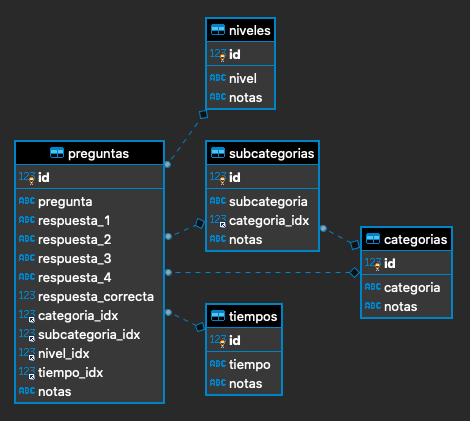 niveles
123 id
ABC nivel
ABC notas
preguntas
123 id
ABC pregunta
ABC respuesta_1
ABC respuesta_2
ABC respuesta_3
ABC respuesta_4
123 respuesta_correcta
123 categoria_idx
123 subcategoria_idx
123 nivel_idx
123 tiempo_idx
ABC notas
subcategorias
123 id
ABC subcategoria
123 categoria_idx
ABC notas
categorias
123 id
ABC categoria
ABC notas
tiempos
123 id
ABC tiempo
ABC notas